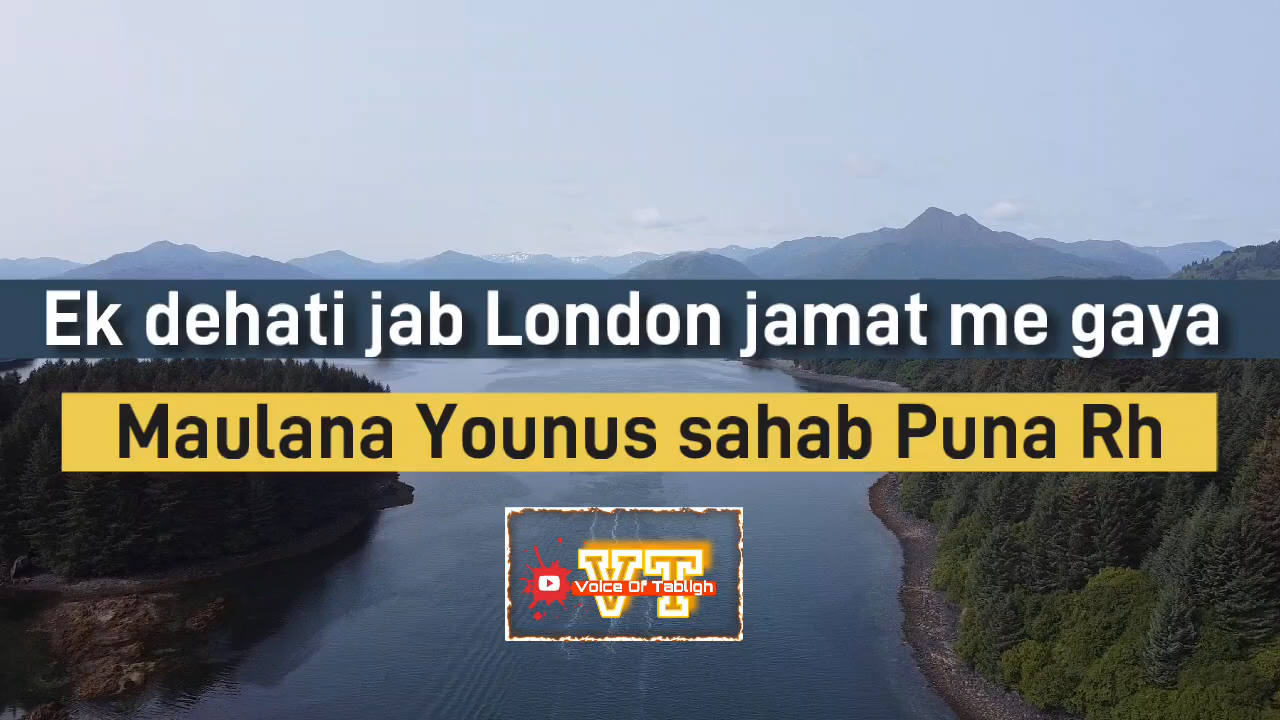 Ek dehati jab London jamat me gaya
Maulana Younus sahab Puna Rh
VT
Voice Of Tabligh